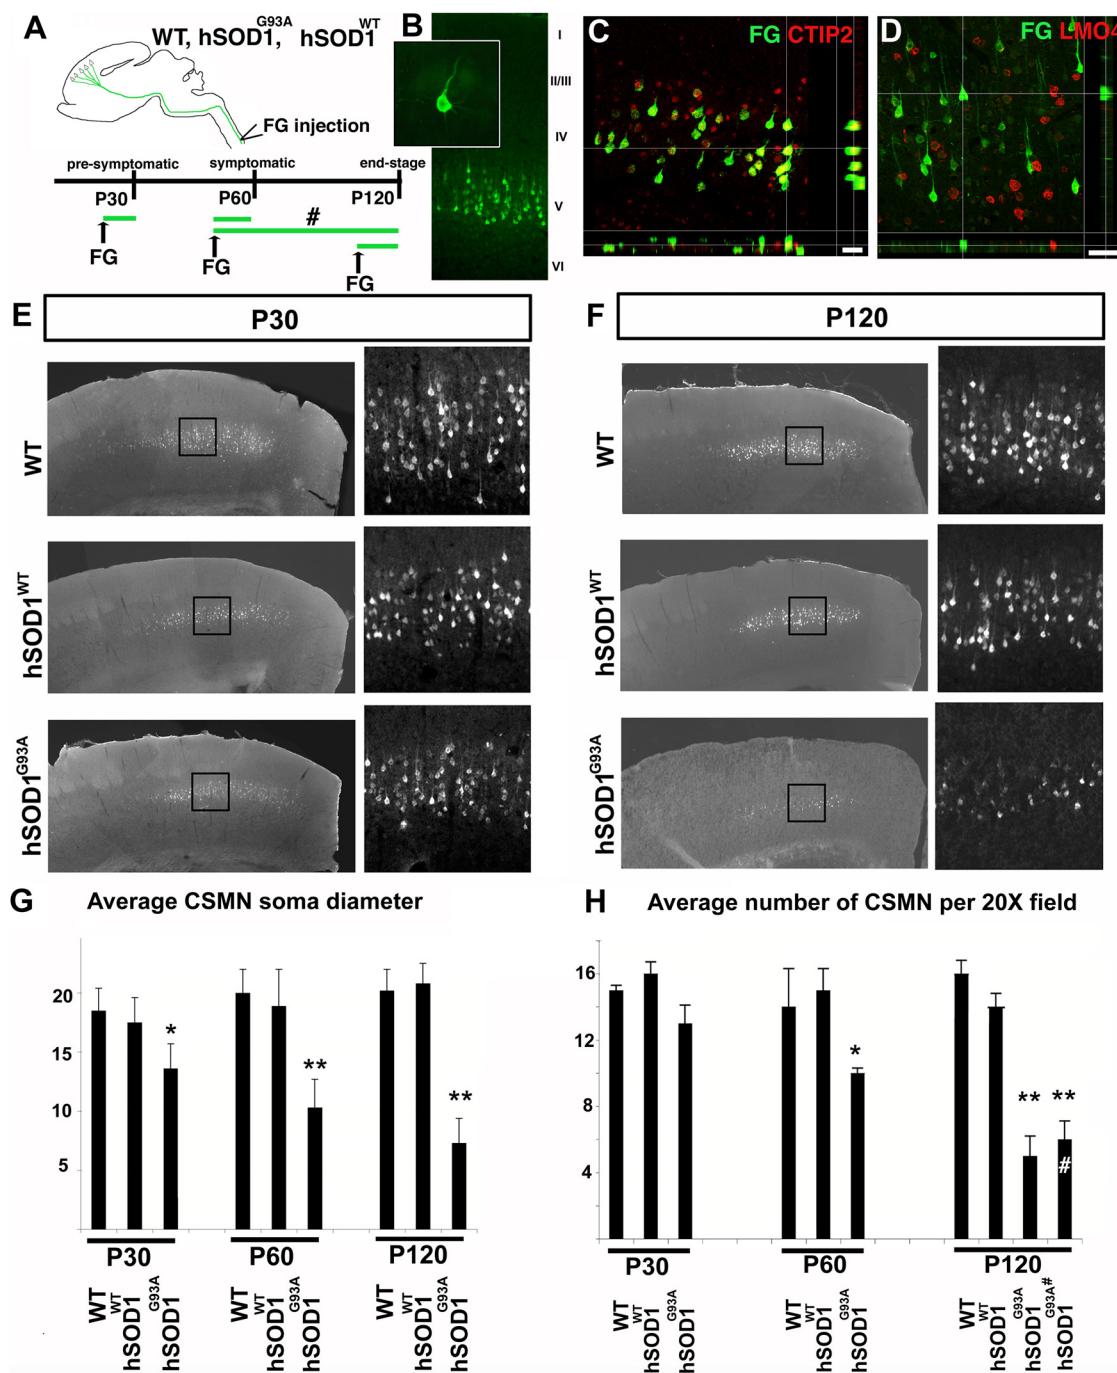 A
WT, hSOD1G93A, hSOD1WT
FG injection
pre-symptomatic symptomatic end-stage
P30 P60 # P120
FG FG FG
B
I
II/III
IV
V
VI
C
FG CTIP2
D
FG LMO4
E
P30
WT
hSOD1WT
hSOD1G93A
F
P120
WT
hSOD1WT
hSOD1G93A
G
Average CSMN soma diameter
20
15
10
5
* ** **
P30 P60 P120
WT hSOD1WT hSOD1G93A WT hSOD1WT hSOD1G93A WT hSOD1WT hSOD1G93A
H
Average number of CSMN per 20X field
16
12
8
4
* ** **
#
P30 P60 P120
WT hSOD1WT hSOD1G93A WT hSOD1WT hSOD1G93A WT hSOD1WT hSOD1G93A hSOD1G93A#